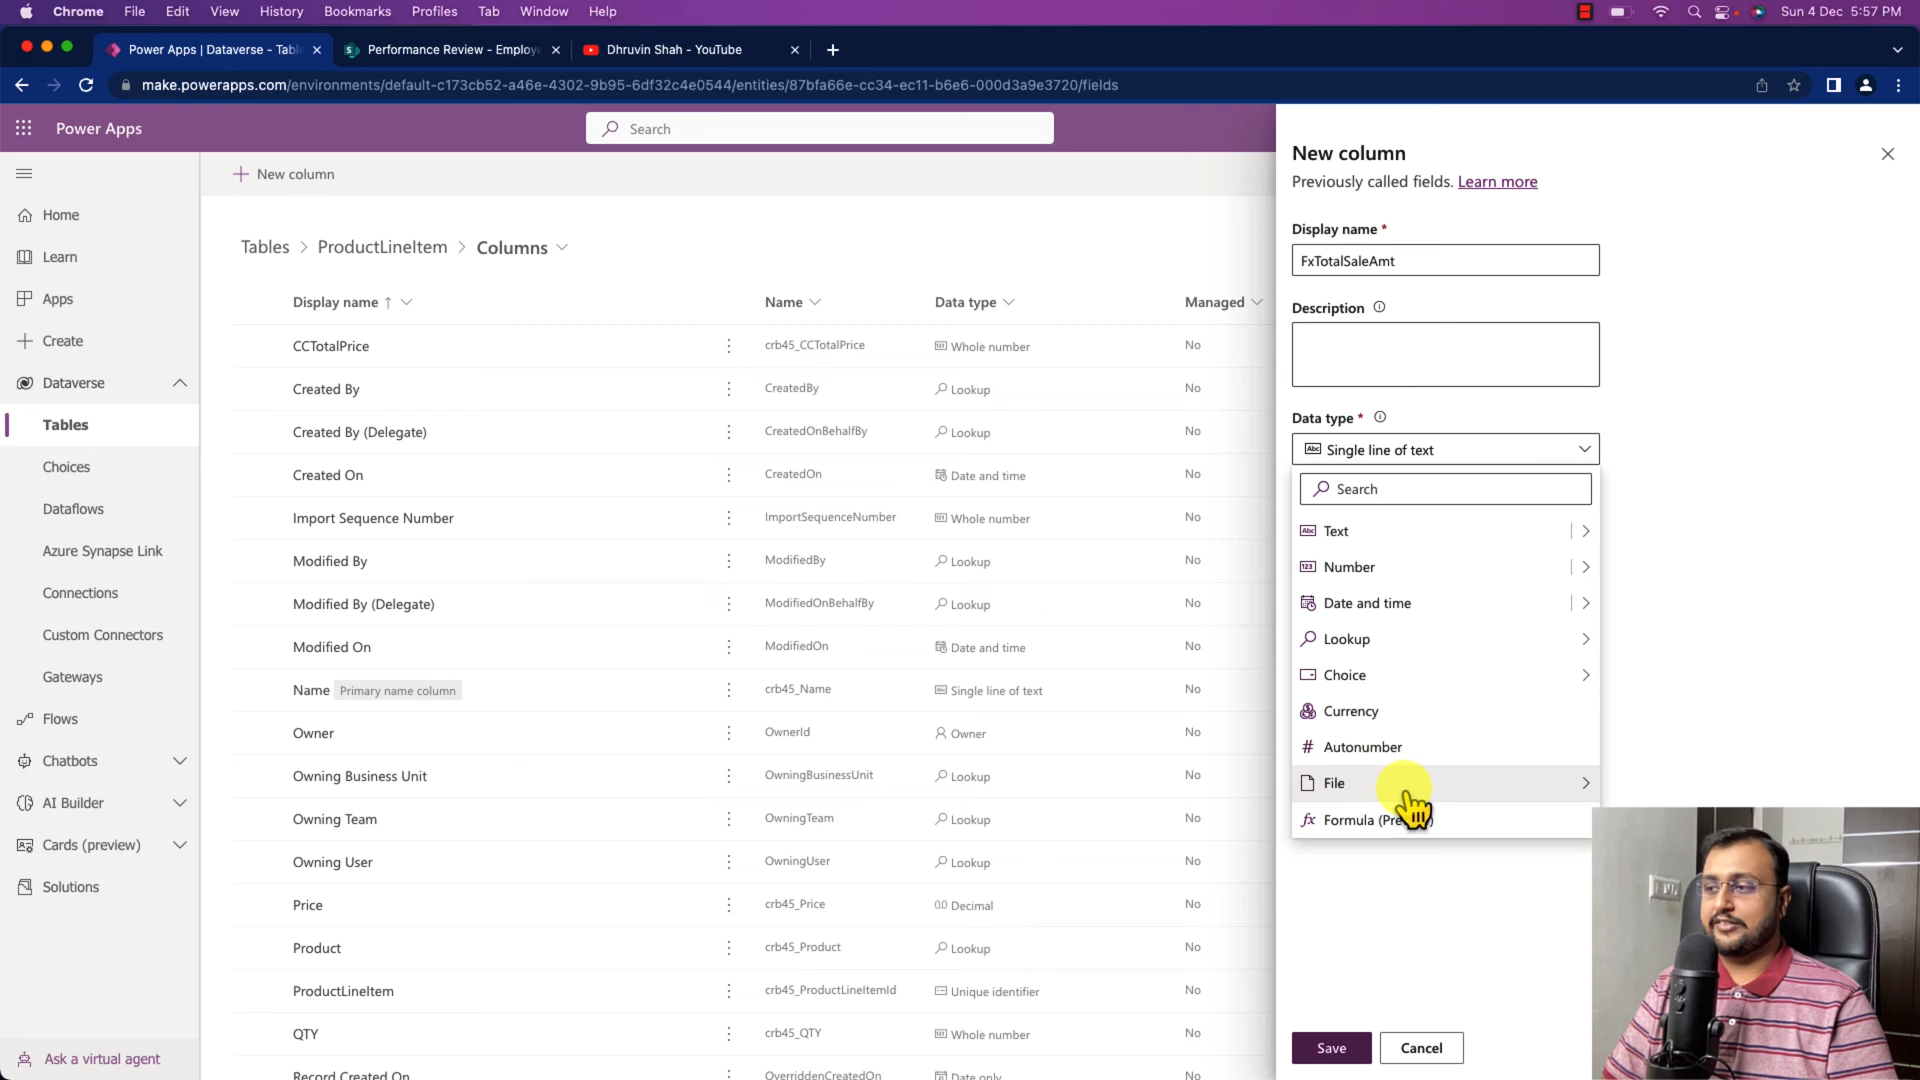 Chrome File Edit View History Bookmarks Profiles Tab Window Help Sun 4 Dec 5:57 PM
Power Apps | Dataverse - Table
Performance Review - Employe
Dhruvin Shah - YouTube
make.powerapps.com/environments/default-c173cb52-a46e-4302-9b95-6df32c4e0544/entities/87bfa66e-cc34-ec11-b6e6-000d3a9e3720/fields
Power Apps
Search
Home
Learn
Apps
Create
Dataverse
Tables
Choices
Dataflows
Azure Synapse Link
Connections
Custom Connectors
Gateways
Flows
Chatbots
AI Builder
Cards (preview)
Solutions
Ask a virtual agent
New column
Tables > ProductLineItem > Columns
Display name ↑ Name Data type Managed
CCTotalPrice crb45_CCTotalPrice Whole number No
Created By CreatedBy Lookup No
Created By (Delegate) CreatedOnBehalfBy Lookup No
Created On CreatedOn Date and time No
Import Sequence Number ImportSequenceNumber Whole number No
Modified By ModifiedBy Lookup No
Modified By (Delegate) ModifiedOnBehalfBy Lookup No
Modified On ModifiedOn Date and time No
Name Primary name column crb45_Name Single line of text No
Owner OwnerId Owner No
Owning Business Unit OwningBusinessUnit Lookup No
Owning Team OwningTeam Lookup No
Owning User OwningUser Lookup No
Price crb45_Price Decimal No
Product crb45_Product Lookup No
ProductLineItem crb45_ProductLineItemId Unique identifier No
QTY crb45_QTY Whole number No
Record Created On OverriddenCreatedOn Date only No
New column
Previously called fields. Learn more
Display name *
FxTotalSaleAmt
Description
Data type *
Single line of text
Search
Text
Number
Date and time
Lookup
Choice
Currency
Autonumber
File
Formula
Save Cancel